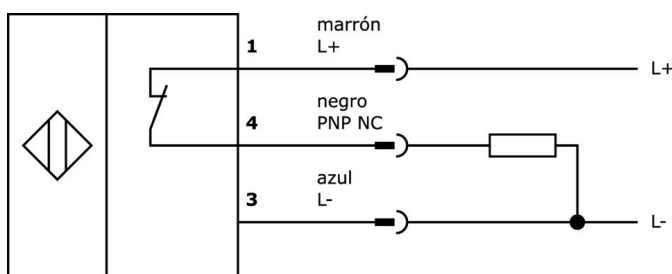 marrón
1 L+
L+
negro
4 PNP NC
azul
3 L-
L-